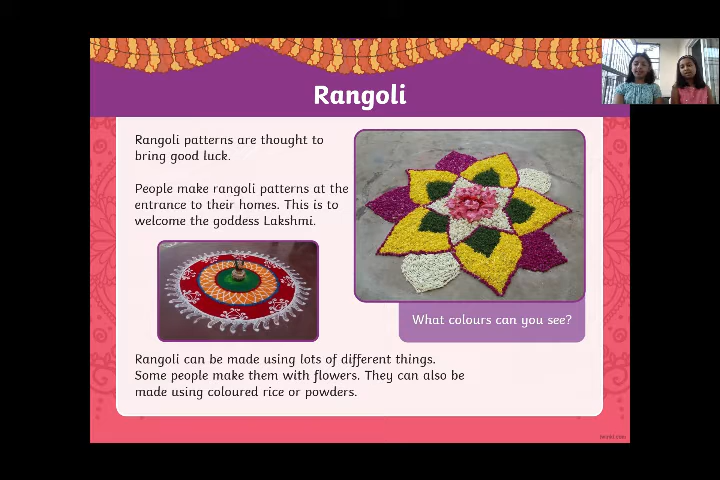 Rangoli
Rangoli patterns are thought to
bring good luck.
People make rangoli patterns at the
entrance to their homes. This is to
welcome the goddess Lakshmi.
What colours can you see?
Rangoli can be made using lots of different things.
Some people make them with flowers. They can also be
made using coloured rice or powders.